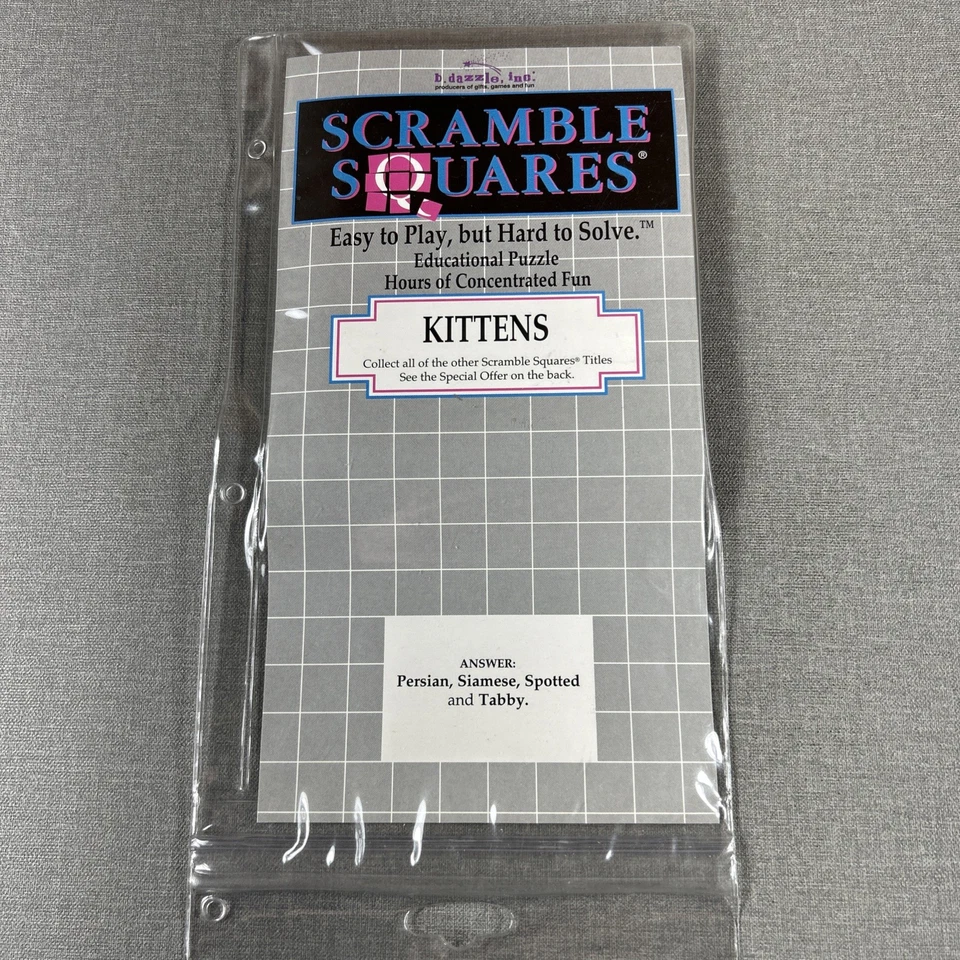 b. dazzle, inc.
producers of gifts, games and fun
SCRAMBLE
SQUARES®
Easy to Play, but Hard to Solve.™
Educational Puzzle
Hours of Concentrated Fun
KITTENS
Collect all of the other Scramble Squares® Titles
See the Special Offer on the back.
ANSWER:
Persian, Siamese, Spotted
and Tabby.